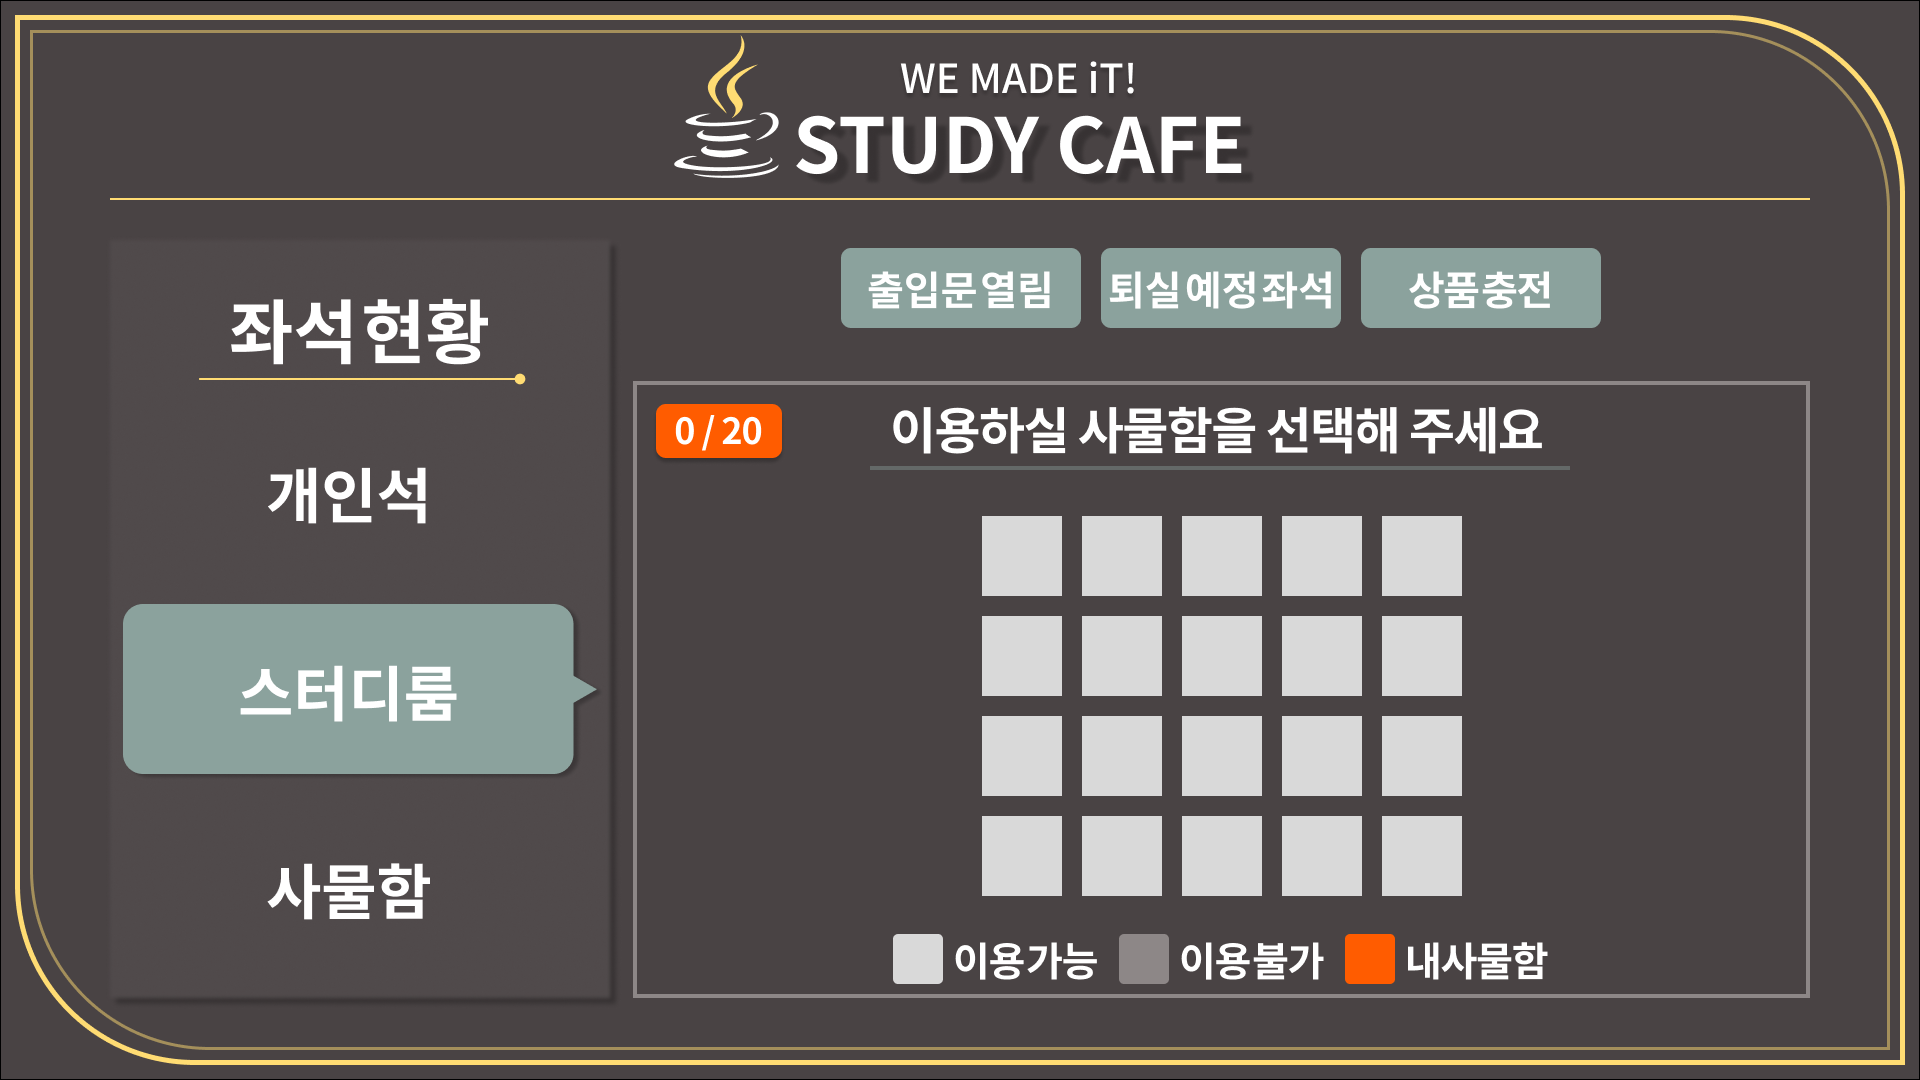 WE MADE iT!
STUDY CAFE
좌석현황
개인석
스터디룸
사물함
출입문열림
퇴실예정좌석
상품충전
0 / 20
이용하실 사물함을 선택해 주세요
이용가능
이용불가
내사물함